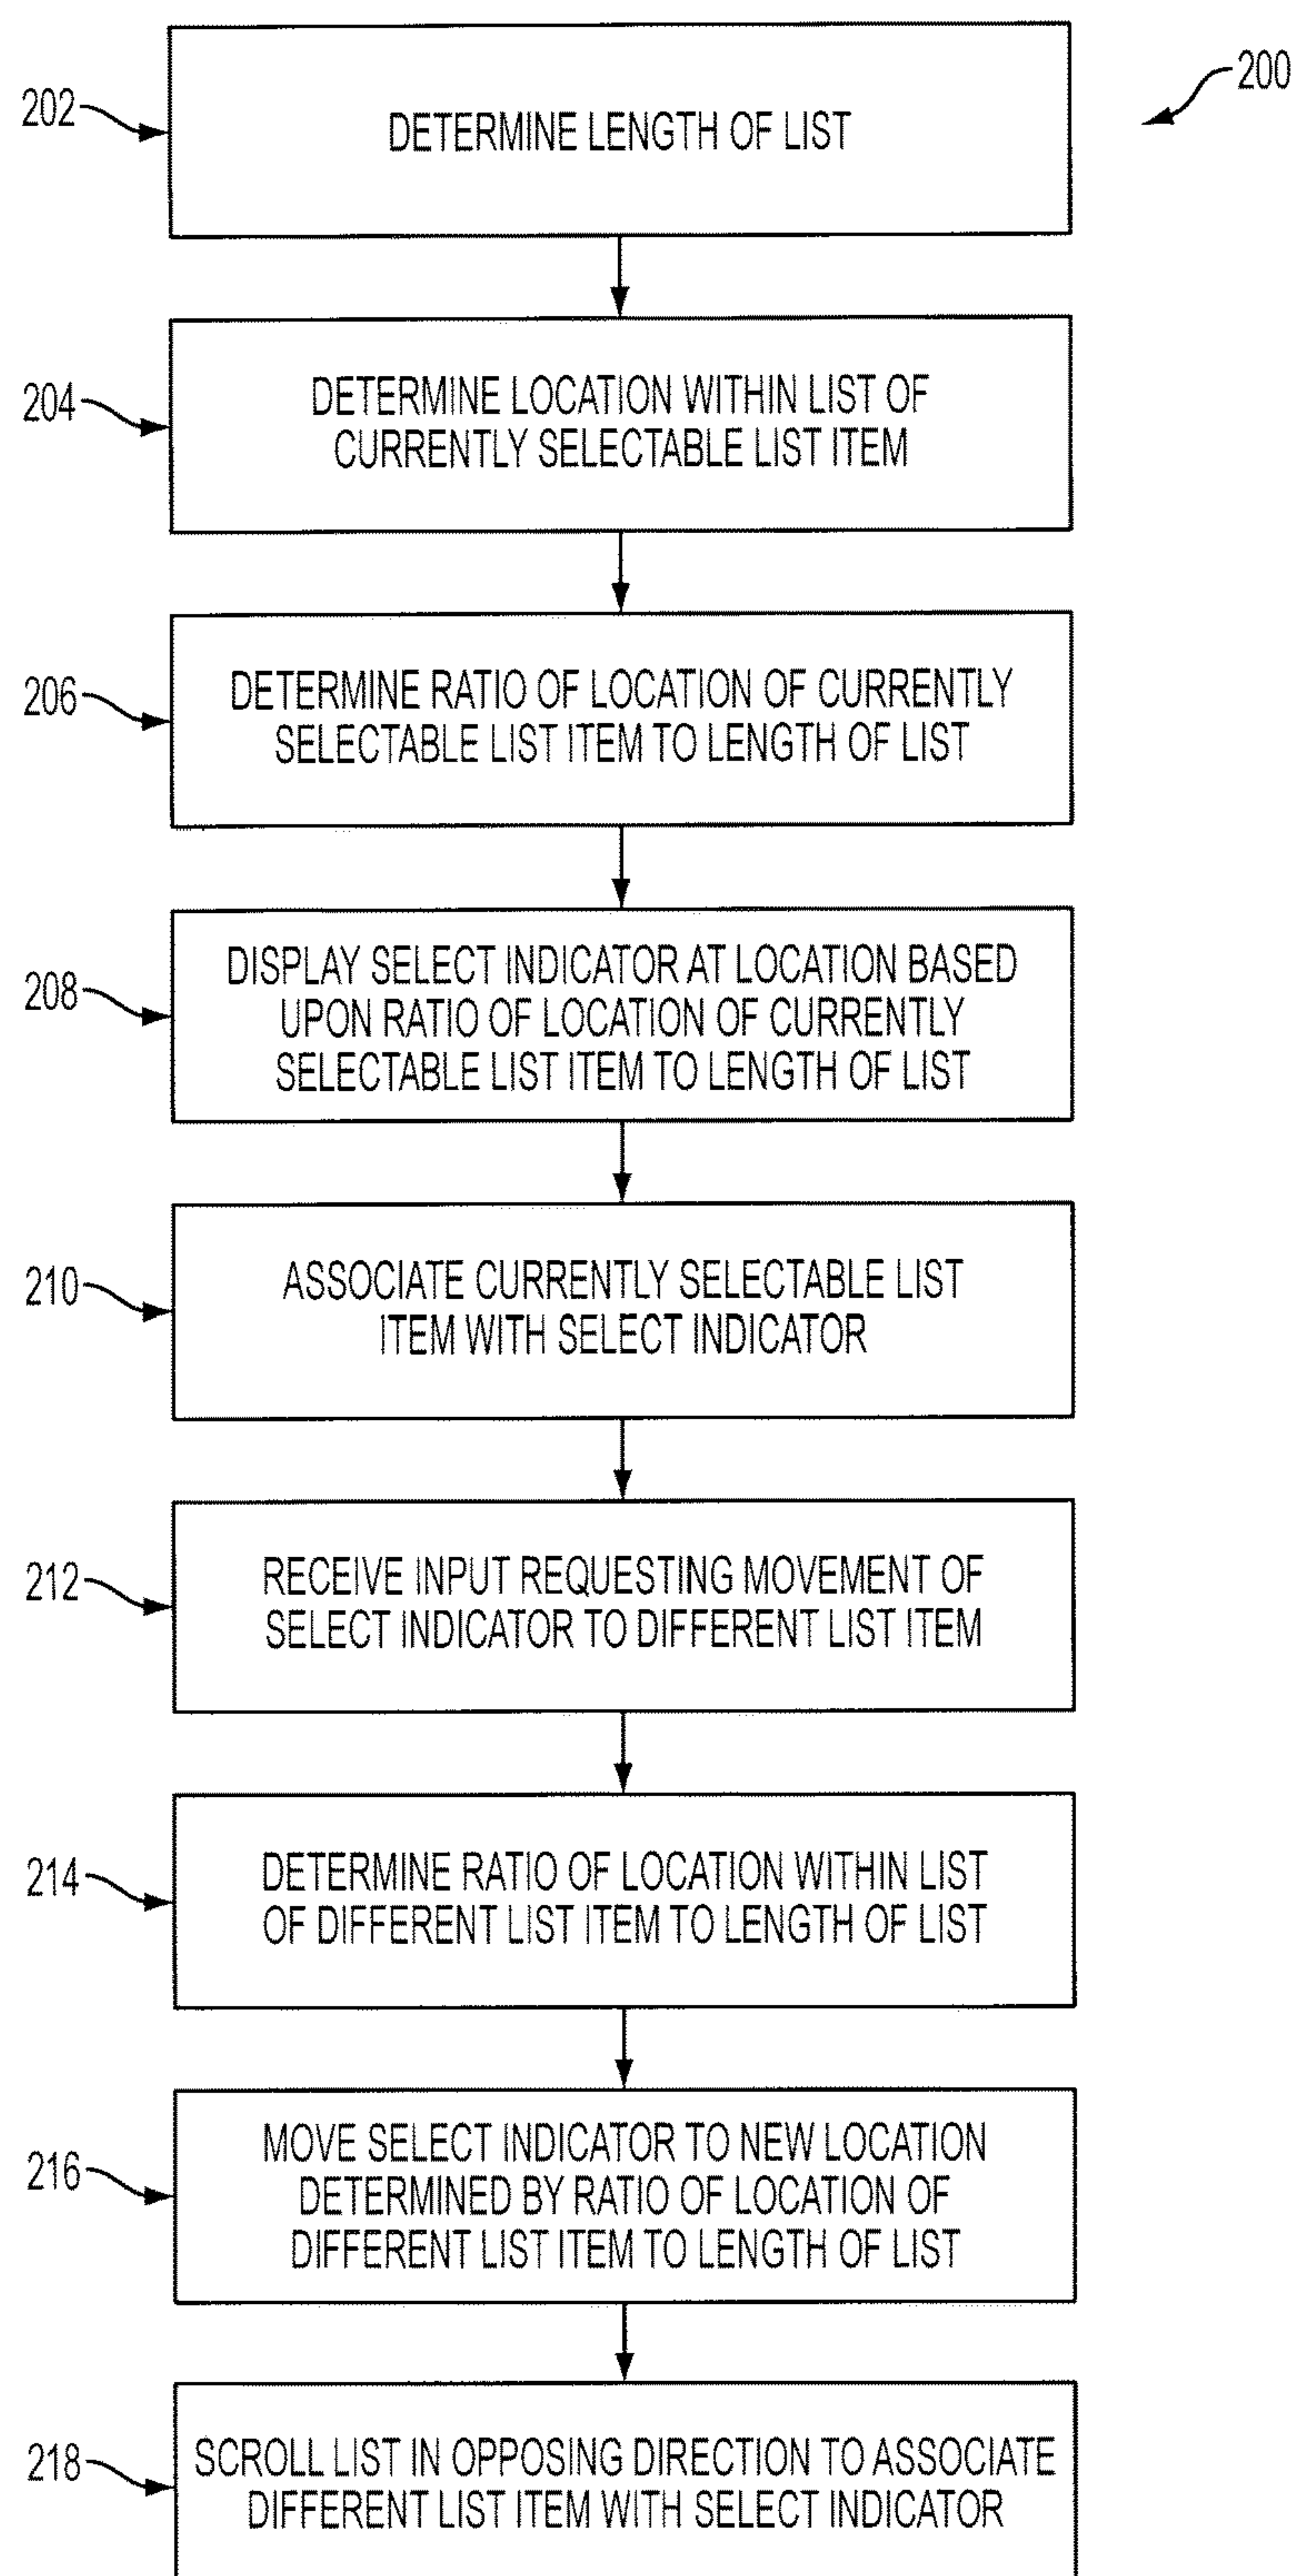 200
202
DETERMINE LENGTH OF LIST
204
DETERMINE LOCATION WITHIN LIST OF
CURRENTLY SELECTABLE LIST ITEM
206
DETERMINE RATIO OF LOCATION OF CURRENTLY
SELECTABLE LIST ITEM TO LENGTH OF LIST
208
DISPLAY SELECT INDICATOR AT LOCATION BASED
UPON RATIO OF LOCATION OF CURRENTLY
SELECTABLE LIST ITEM TO LENGTH OF LIST
210
ASSOCIATE CURRENTLY SELECTABLE LIST
ITEM WITH SELECT INDICATOR
212
RECEIVE INPUT REQUESTING MOVEMENT OF
SELECT INDICATOR TO DIFFERENT LIST ITEM
214
DETERMINE RATIO OF LOCATION WITHIN LIST
OF DIFFERENT LIST ITEM TO LENGTH OF LIST
216
MOVE SELECT INDICATOR TO NEW LOCATION
DETERMINED BY RATIO OF LOCATION OF
DIFFERENT LIST ITEM TO LENGTH OF LIST
218
SCROLL LIST IN OPPOSING DIRECTION TO ASSOCIATE
DIFFERENT LIST ITEM WITH SELECT INDICATOR